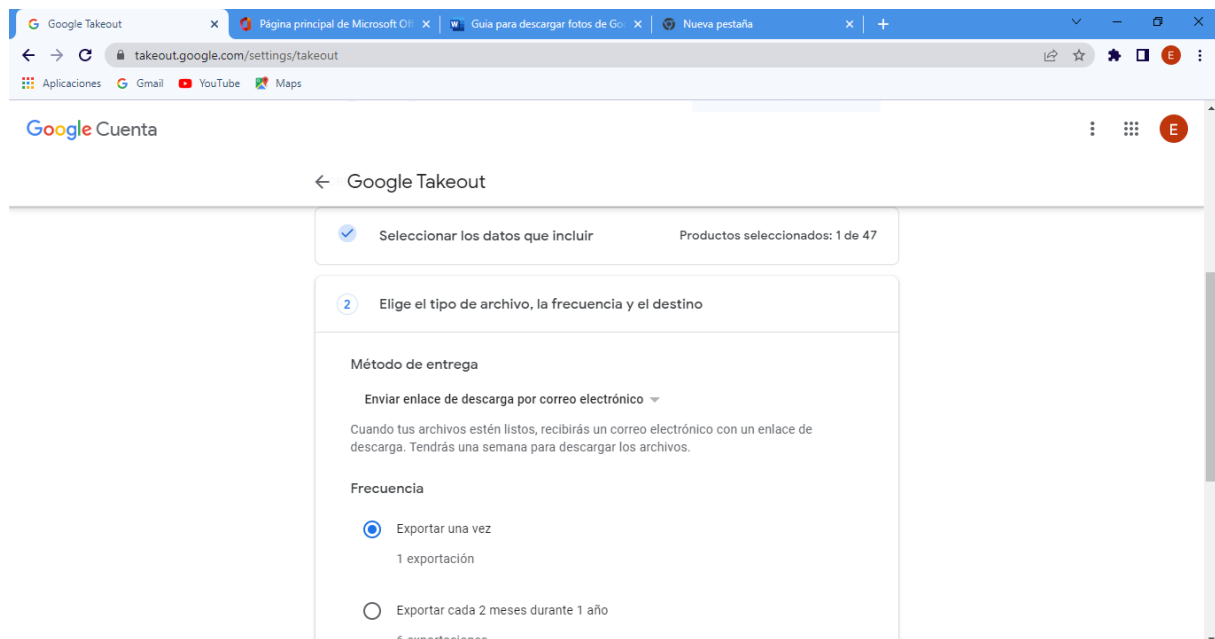 Google Takeout
Página principal de Microsoft Off
Guia para descargar fotos de Goo
Nueva pestaña
takeout.google.com/settings/takeout
E
Aplicaciones
Gmail
YouTube
Maps
Google Cuenta
E
Google Takeout
Seleccionar los datos que incluir
Productos seleccionados: 1 de 47
2 Elige el tipo de archivo, la frecuencia y el destino
Método de entrega
Enviar enlace de descarga por correo electrónico
Cuando tus archivos estén listos, recibirás un correo electrónico con un enlace de
descarga. Tendrás una semana para descargar los archivos.
Frecuencia
Exportar una vez
1 exportación
Exportar cada 2 meses durante 1 año
6 exportaciones